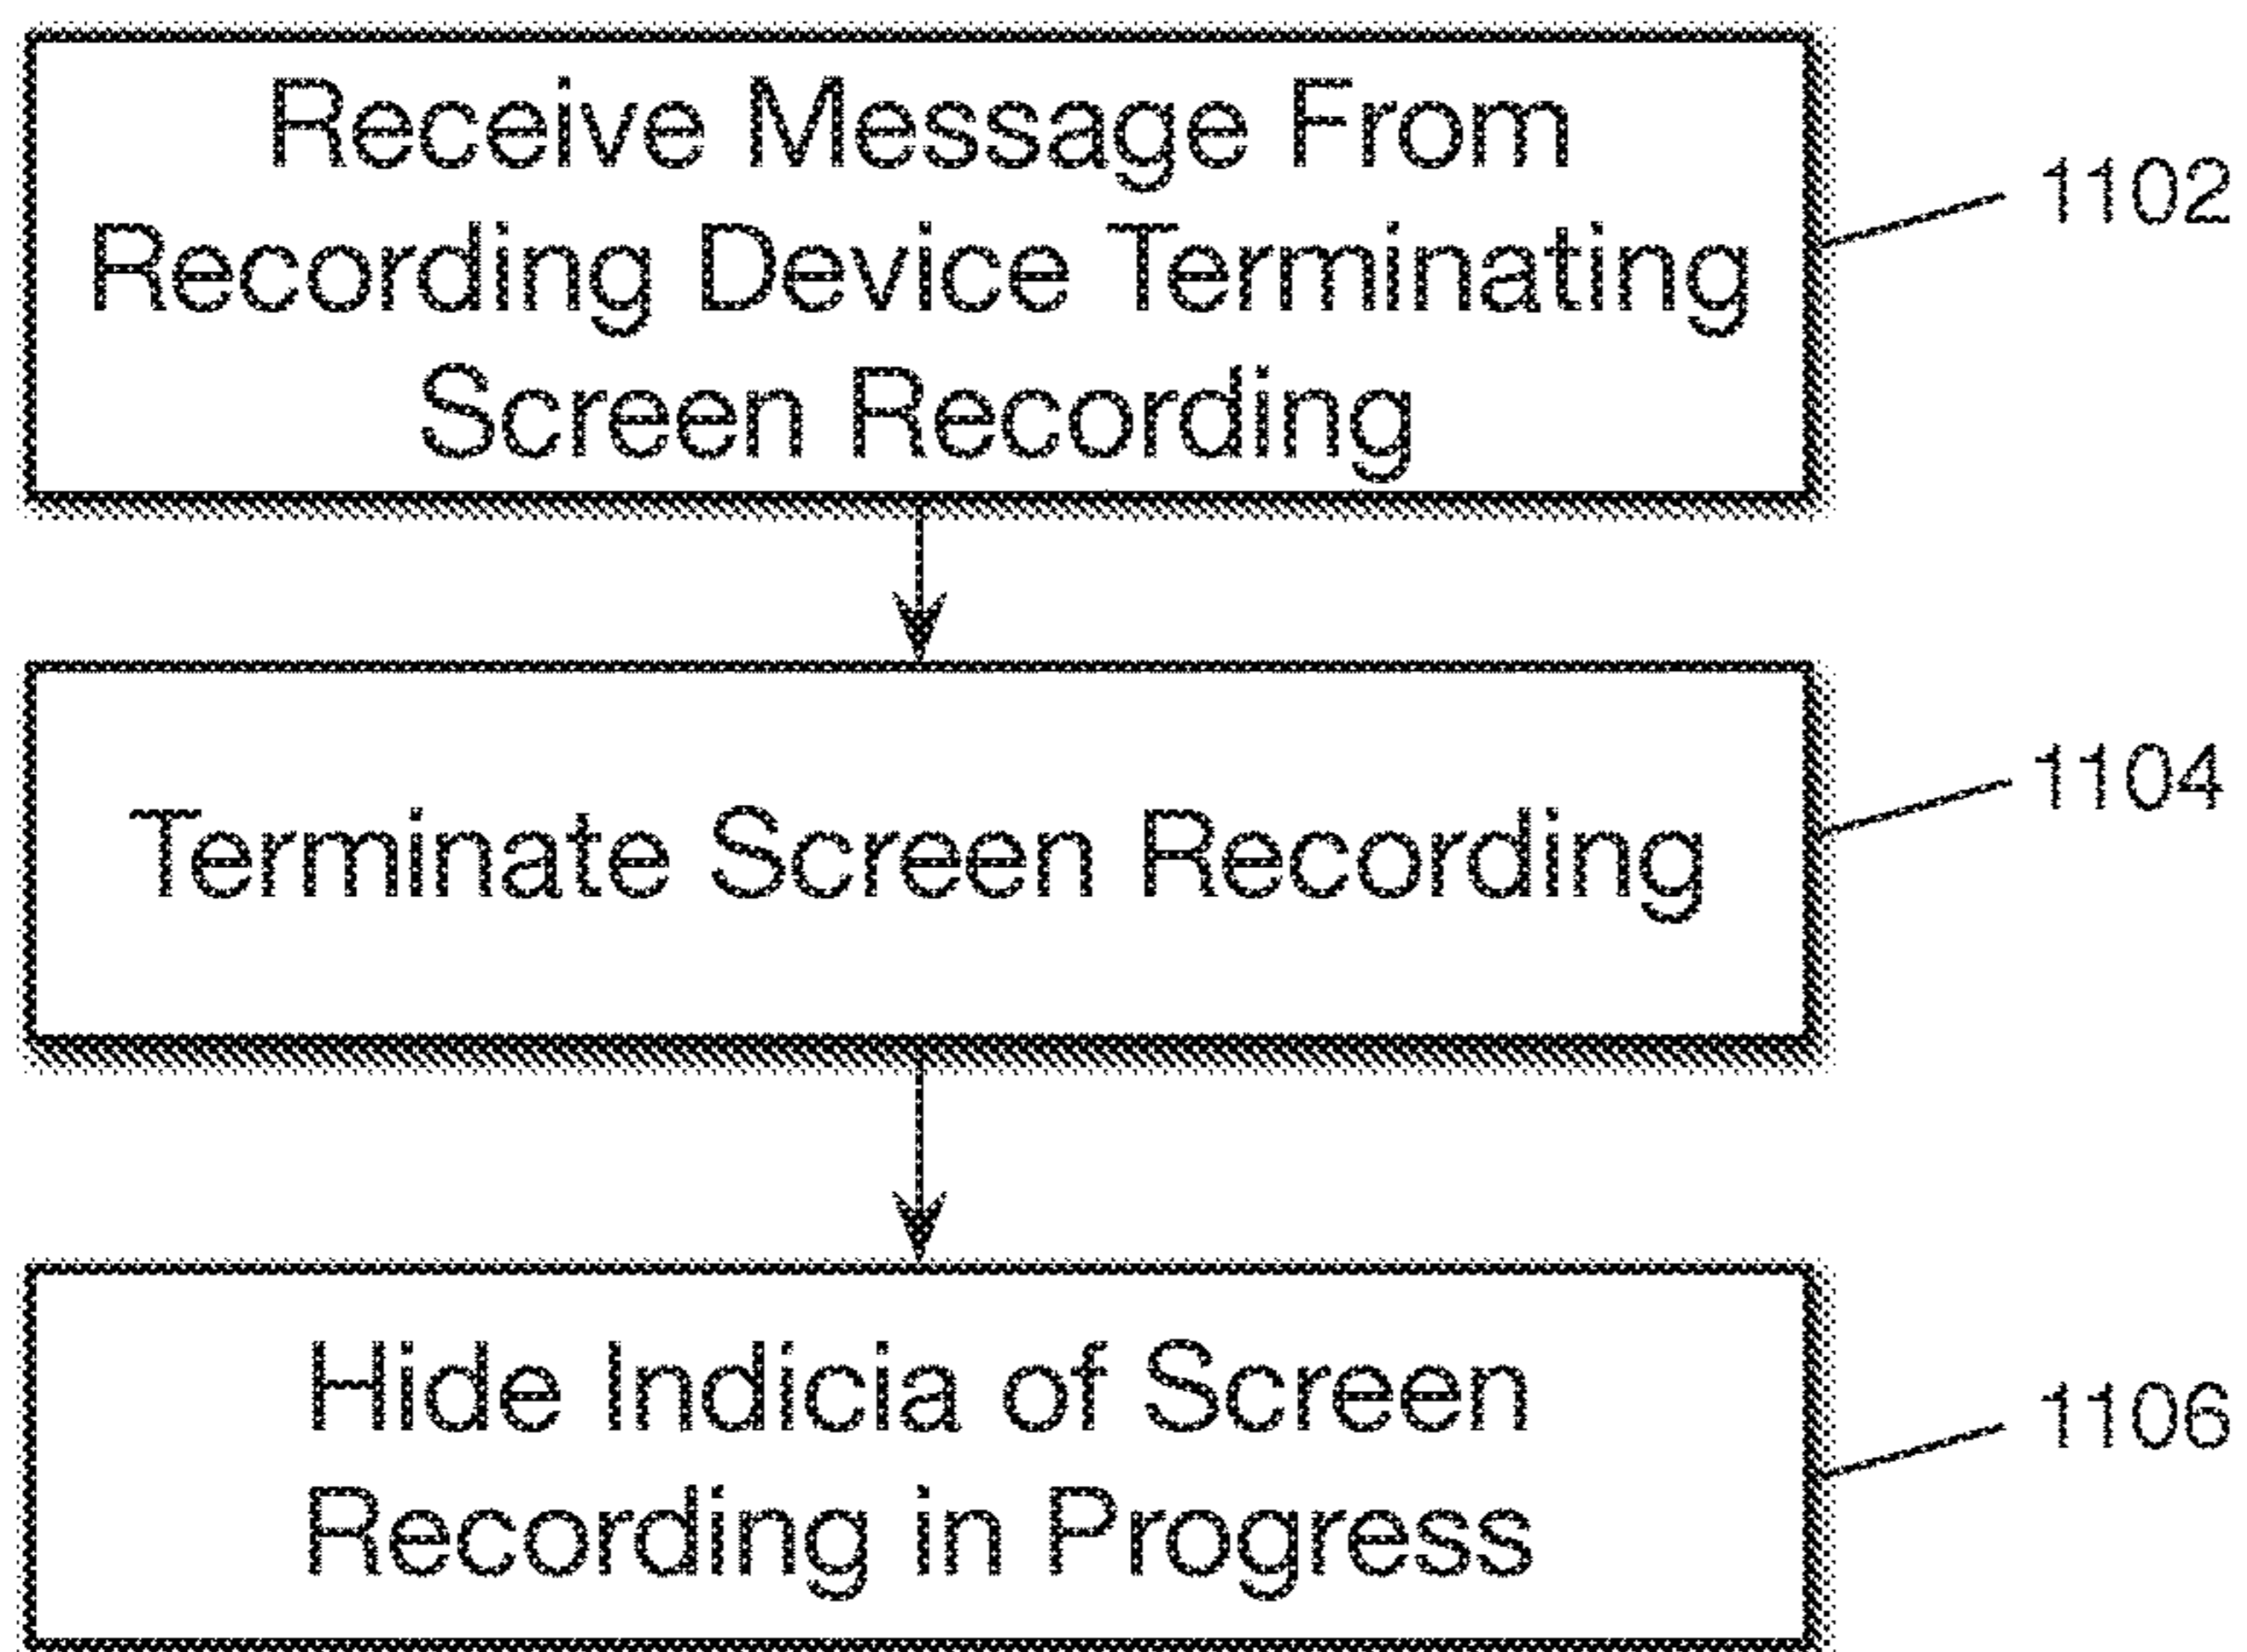 Receive Message From
Recording Device Terminating
Screen Recording
1102
Terminate Screen Recording
1104
Hide Indicia of Screen
Recording in Progress
1106